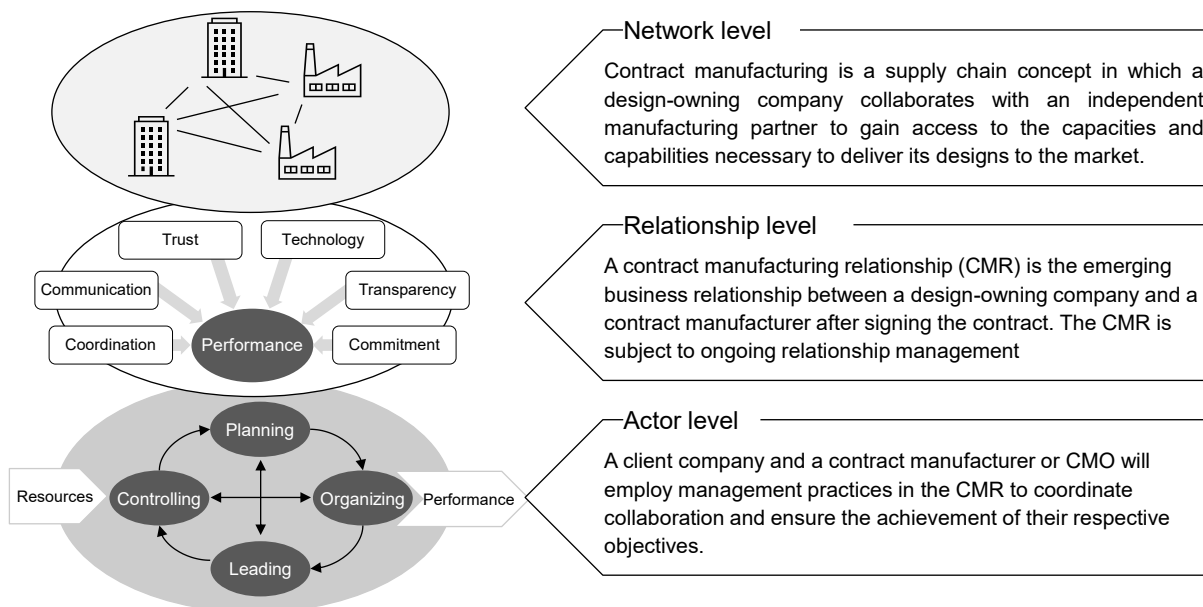 Network level
Contract manufacturing is a supply chain concept in which a
design-owning company collaborates with an independent
manufacturing partner to gain access to the capacities and
capabilities necessary to deliver its designs to the market.
Trust
Technology
Communication
Transparency
Coordination
Performance
Commitment
Relationship level
A contract manufacturing relationship (CMR) is the emerging
business relationship between a design-owning company and a
contract manufacturer after signing the contract. The CMR is
subject to ongoing relationship management
Planning
Resources
Controlling
Organizing
Performance
Leading
Actor level
A client company and a contract manufacturer or CMO will
employ management practices in the CMR to coordinate
collaboration and ensure the achievement of their respective
objectives.